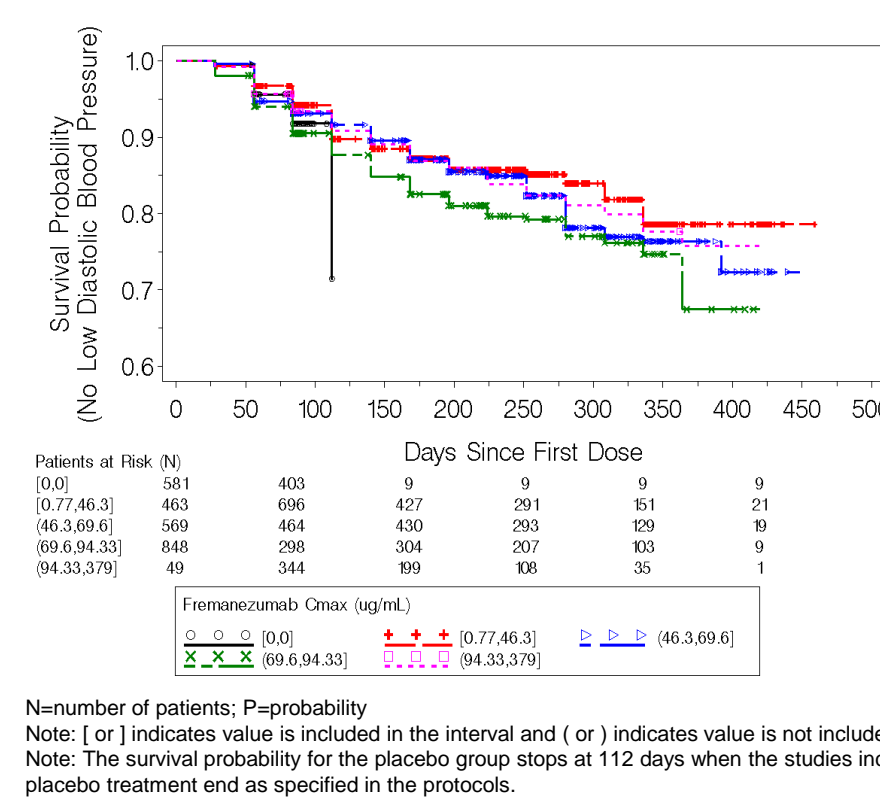 Survival Probability
(No Low Diastolic Blood Pressure)
1.0
0.9
0.8
0.7
0.6
0 50 100 150 200 250 300 350 400 450 500
Days Since First Dose
Patients at Risk (N)
[0,0] 581 403 9 9 9 9
[0.77,46.3] 463 696 427 291 151 21
(46.3,69.6] 569 464 430 293 129 19
(69.6,94.33] 848 298 304 207 103 9
(94.33,379] 49 344 199 108 35 1
Fremanezumab Cmax (ug/mL)
[0,0] [0.77,46.3] (46.3,69.6]
(69.6,94.33] (94.33,379]
N=number of patients; P=probability
Note: [ or ] indicates value is included in the interval and ( or ) indicates value is not include
Note: The survival probability for the placebo group stops at 112 days when the studies inc
placebo treatment end as specified in the protocols.